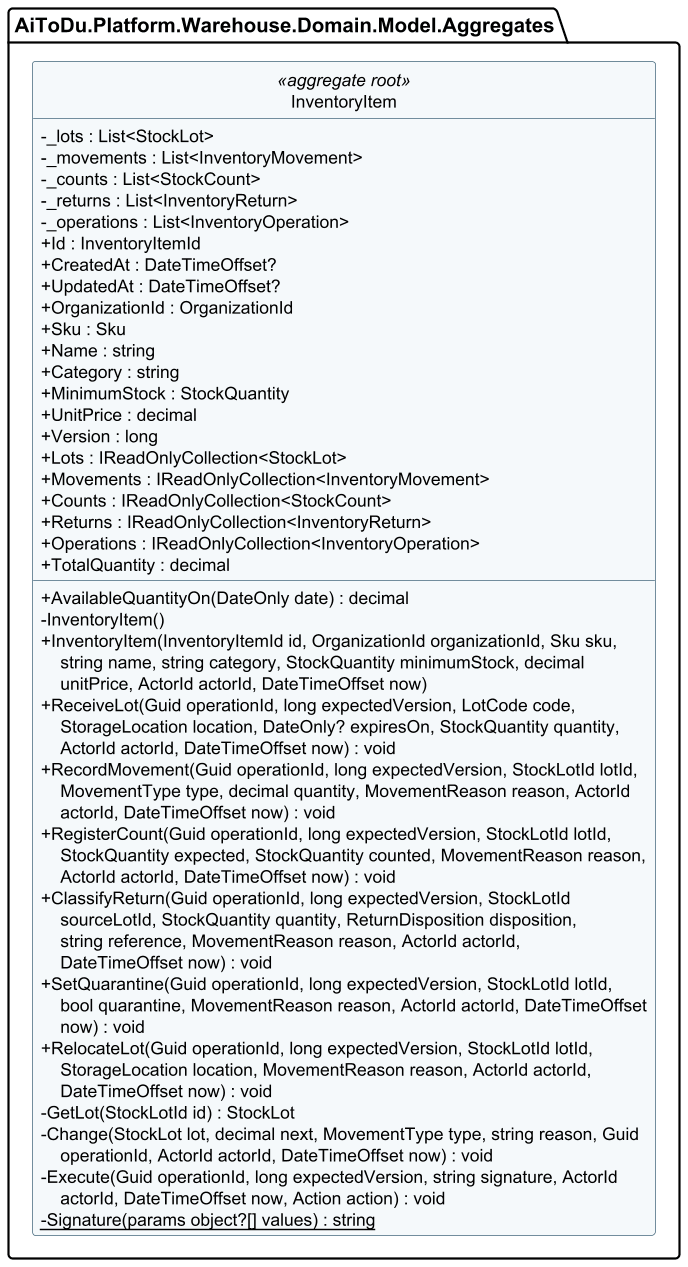 AiToDu.Platform.Warehouse.Domain.Model.Aggregates
«aggregate root»
InventoryItem
-_lots : List<StockLot>
-_movements : List<InventoryMovement>
-_counts : List<StockCount>
-_returns : List<InventoryReturn>
-_operations : List<InventoryOperation>
+Id : InventoryItemId
+CreatedAt : DateTimeOffset?
+UpdatedAt : DateTimeOffset?
+OrganizationId : OrganizationId
+Sku : Sku
+Name : string
+Category : string
+MinimumStock : StockQuantity
+UnitPrice : decimal
+Version : long
+Lots : IReadOnlyCollection<StockLot>
+Movements : IReadOnlyCollection<InventoryMovement>
+Counts : IReadOnlyCollection<StockCount>
+Returns : IReadOnlyCollection<InventoryReturn>
+Operations : IReadOnlyCollection<InventoryOperation>
+TotalQuantity : decimal
+AvailableQuantityOn(DateOnly date) : decimal
-InventoryItem()
+InventoryItem(InventoryItemId id, OrganizationId organizationId, Sku sku,
string name, string category, StockQuantity minimumStock, decimal
unitPrice, ActorId actorId, DateTimeOffset now)
+ReceiveLot(Guid operationId, long expectedVersion, LotCode code,
StorageLocation location, DateOnly? expiresOn, StockQuantity quantity,
ActorId actorId, DateTimeOffset now) : void
+RecordMovement(Guid operationId, long expectedVersion, StockLotId lotId,
MovementType type, decimal quantity, MovementReason reason, ActorId
actorId, DateTimeOffset now) : void
+RegisterCount(Guid operationId, long expectedVersion, StockLotId lotId,
StockQuantity expected, StockQuantity counted, MovementReason reason,
ActorId actorId, DateTimeOffset now) : void
+ClassifyReturn(Guid operationId, long expectedVersion, StockLotId
sourceLotId, StockQuantity quantity, ReturnDisposition disposition,
string reference, MovementReason reason, ActorId actorId,
DateTimeOffset now) : void
+SetQuarantine(Guid operationId, long expectedVersion, StockLotId lotId,
bool quarantine, MovementReason reason, ActorId actorId, DateTimeOffset
now) : void
+RelocateLot(Guid operationId, long expectedVersion, StockLotId lotId,
StorageLocation location, MovementReason reason, ActorId actorId,
DateTimeOffset now) : void
-GetLot(StockLotId id) : StockLot
-Change(StockLot lot, decimal next, MovementType type, string reason, Guid
operationId, ActorId actorId, DateTimeOffset now) : void
-Execute(Guid operationId, long expectedVersion, string signature, ActorId
actorId, DateTimeOffset now, Action action) : void
-Signature(params object?[] values) : string